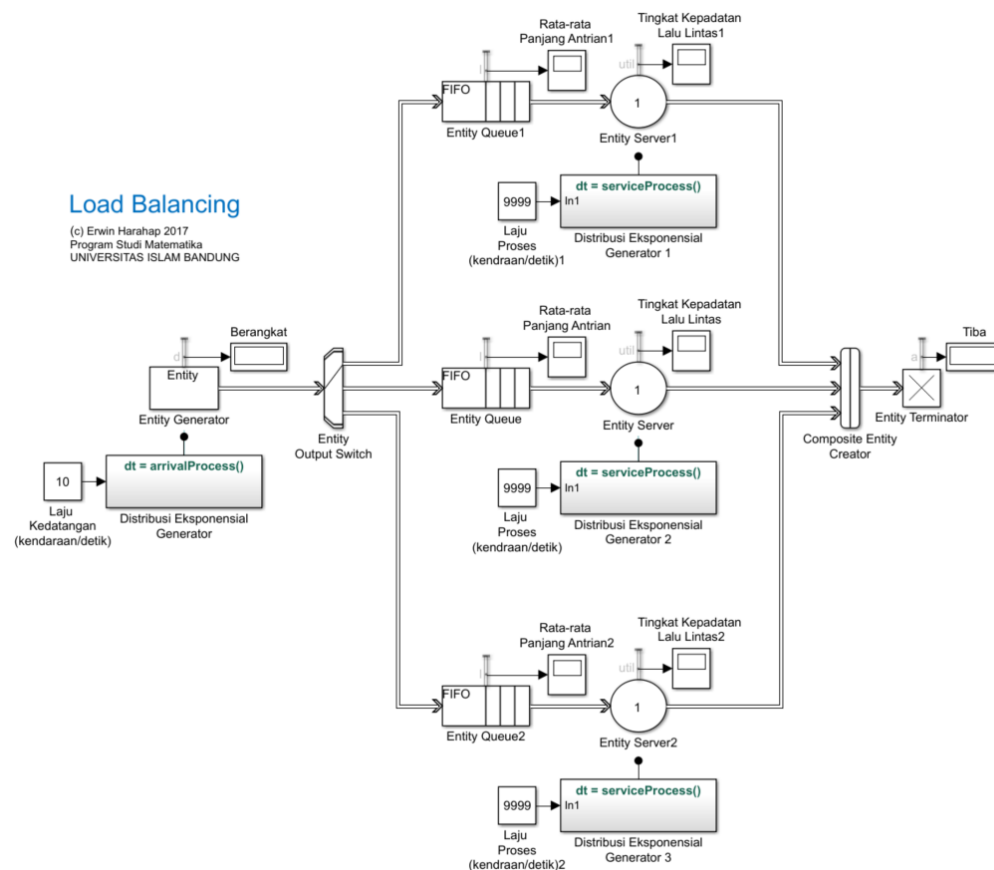 Rata-rata
Panjang Antrian1
Tingkat Kepadatan
Lalu Lintas1
l
util
FIFO
1
Entity Queue1
Entity Server1
dt = serviceProcess()
9999
In1
Laju
Proses
(kendraan/detik)1
Distribusi Eksponensial
Generator 1
Load Balancing
(c) Erwin Harahap 2017
Program Studi Matematika
UNIVERSITAS ISLAM BANDUNG
Rata-rata
Panjang Antrian
Tingkat Kepadatan
Lalu Lintas
Berangkat
Tiba
d
l
util
a
Entity
FIFO
1
Entity Generator
Entity
Output Switch
Entity Queue
Entity Server
Composite Entity
Creator
Entity Terminator
dt = arrivalProcess()
10
Laju
Kedatangan
(kendaraan/detik)
Distribusi Eksponensial
Generator
dt = serviceProcess()
9999
In1
Laju
Proses
(kendraan/detik)
Distribusi Eksponensial
Generator 2
Rata-rata
Panjang Antrian2
Tingkat Kepadatan
Lalu Lintas2
l
util
FIFO
1
Entity Queue2
Entity Server2
dt = serviceProcess()
9999
In1
Laju
Proses
(kendraan/detik)2
Distribusi Eksponensial
Generator 3